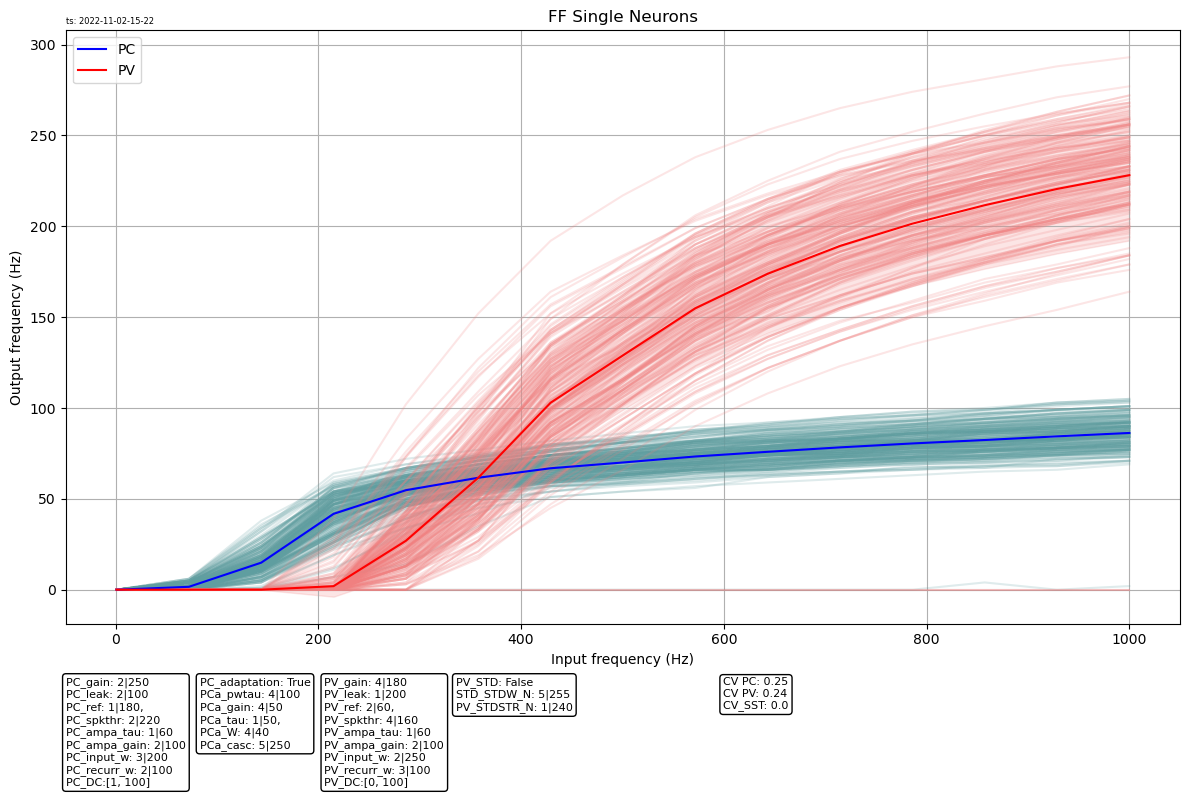 ts: 2022-11-02-15-22
FF Single Neurons
PC
PV
300
250
200
150
100
50
0
Output frequency (Hz)
0 200 400 600 800 1000
Input frequency (Hz)
PC_gain: 2|250
PC_leak: 2|100
PC_ref: 1|180,
PC_spkthr: 2|220
PC_ampa_tau: 1|60
PC_ampa_gain: 2|100
PC_input_w: 3|200
PC_recurr_w: 2|100
PC_DC:[1, 100]
PC_adaptation: True
PCa_pwtau: 4|100
PCa_gain: 4|50
PCa_tau: 1|50,
PCa_W: 4|40
PCa_casc: 5|250
PV_gain: 4|180
PV_leak: 1|200
PV_ref: 2|60,
PV_spkthr: 4|160
PV_ampa_tau: 1|60
PV_ampa_gain: 2|100
PV_input_w: 2|250
PV_recurr_w: 3|100
PV_DC:[0, 100]
PV_STD: False
STD_STDW_N: 5|255
PV_STDSTR_N: 1|240
CV PC: 0.25
CV PV: 0.24
CV_SST: 0.0